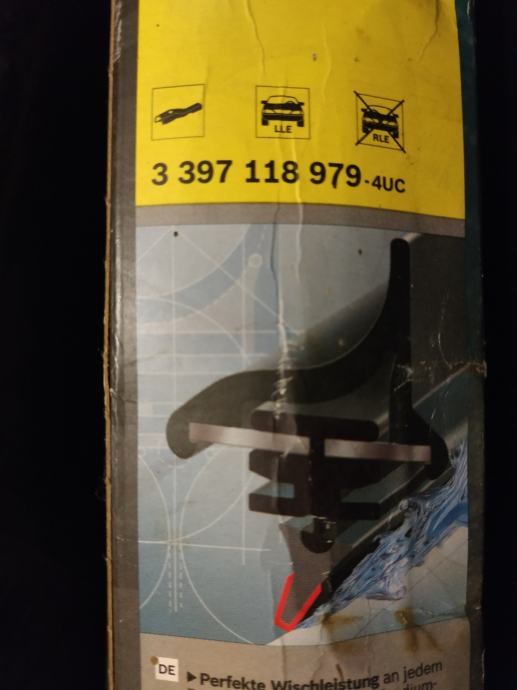 LLE
RLE
3 397 118 979-4UC
DE
▶Perfekte Wischleistung an jedem